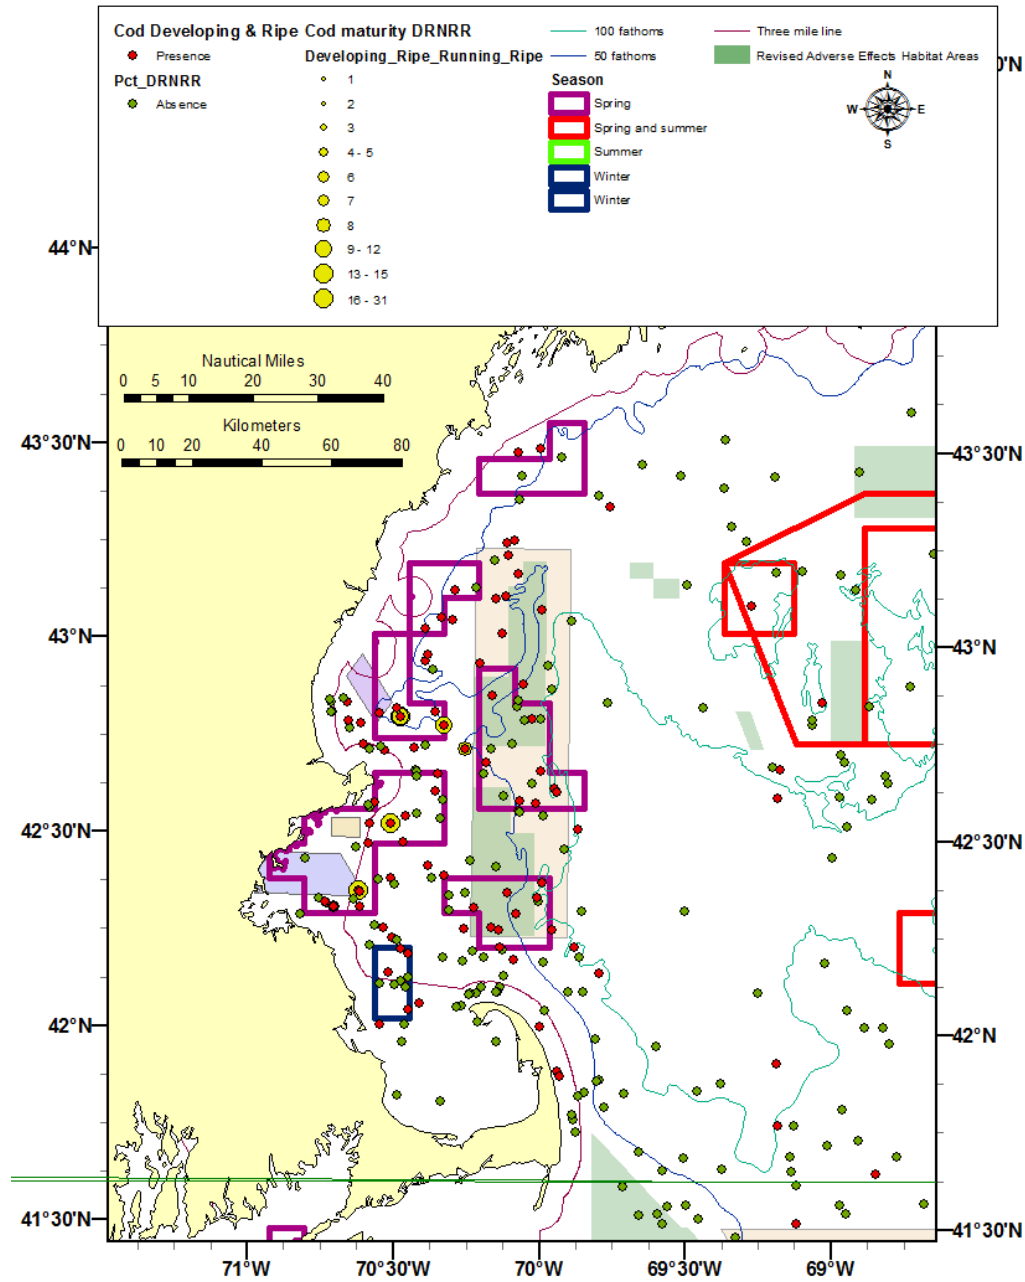 Cod Developing & Ripe
Presence
Pct_DRNRR
Absence
Cod maturity DRNRR
Developing_Ripe_Running_Ripe
1
2
3
4 - 5
6
7
8
9 - 12
13 - 15
16 - 31
100 fathoms
50 fathoms
Season
Spring
Spring and summer
Summer
Winter
Winter
Three mile line
Revised Adverse Effects Habitat Areas
N
W E
S
0'N
44°N
Nautical Miles
0 5 10 20 30 40
Kilometers
0 10 20 40 60 80
43°30'N 43°30'N
43°N 43°N
42°30'N 42°30'N
42°N 42°N
41°30'N 41°30'N
71°W 70°30'W 70°W 69°30'W 69°W